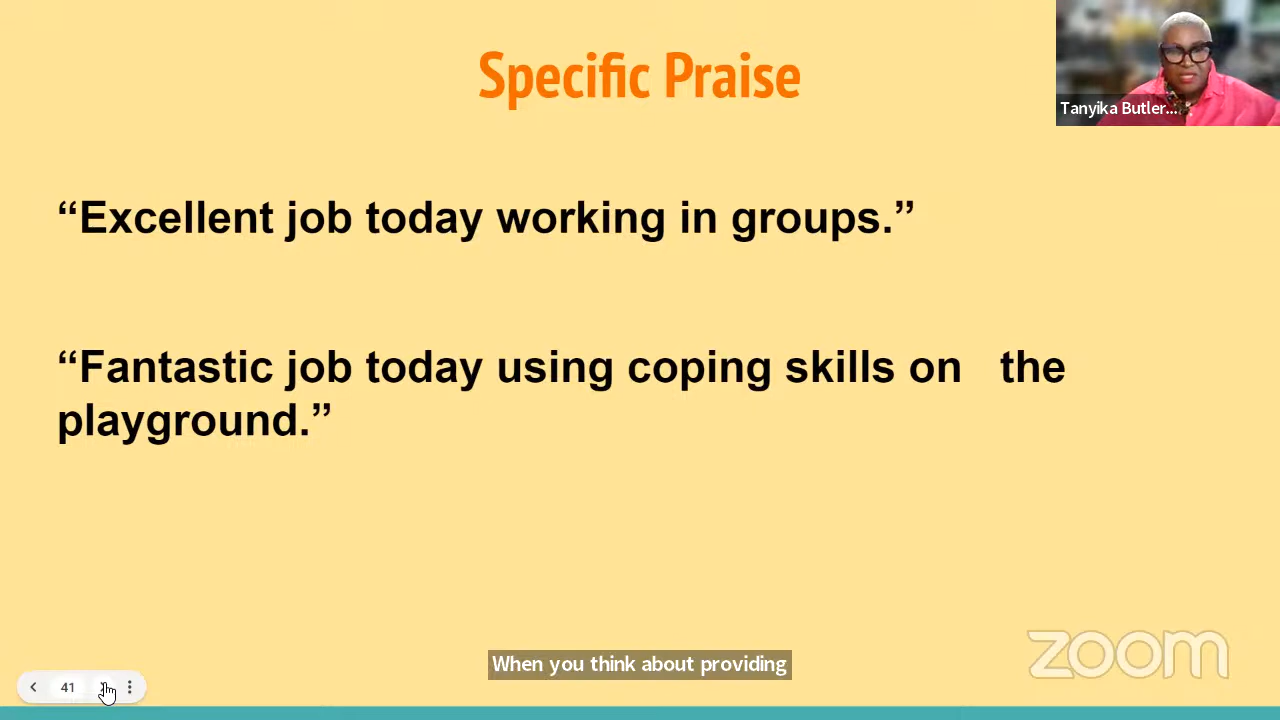 Specific Praise
Tanyika Butler...
“Excellent job today working in groups.”
“Fantastic job today using coping skills on the
playground.”
When you think about providing
zoom
41